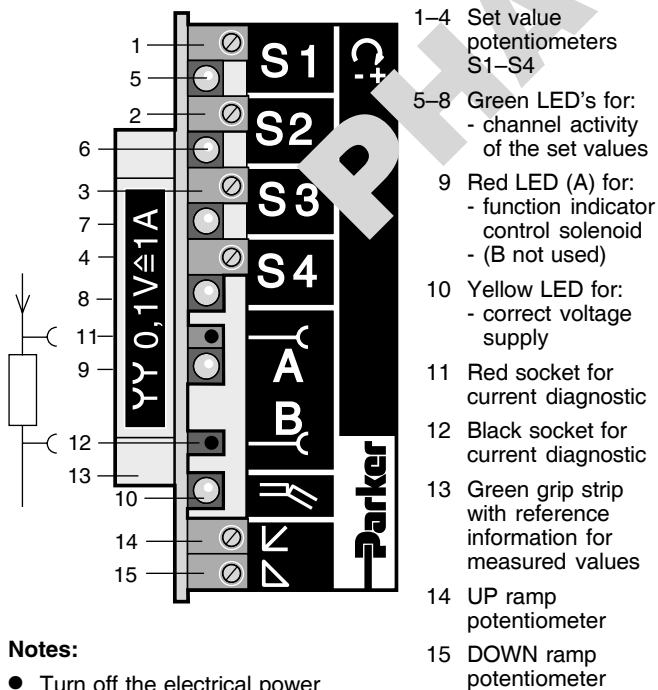 1
5
2
6
3
7
4
8
11
9
12
13
10
14
15
S1
S2
S3
S4
A
B
- +
YY 0,1V≙1A
Parker
PHA
1–4 Set value
potentiometers
S1–S4
5–8 Green LED's for:
- channel activity
of the set values
9 Red LED (A) for:
- function indicator
control solenoid
- (B not used)
10 Yellow LED for:
- correct voltage
supply
11 Red socket for
current diagnostic
12 Black socket for
current diagnostic
13 Green grip strip
with reference
information for
measured values
14 UP ramp
potentiometer
15 DOWN ramp
potentiometer
Notes:
● Turn off the electrical power